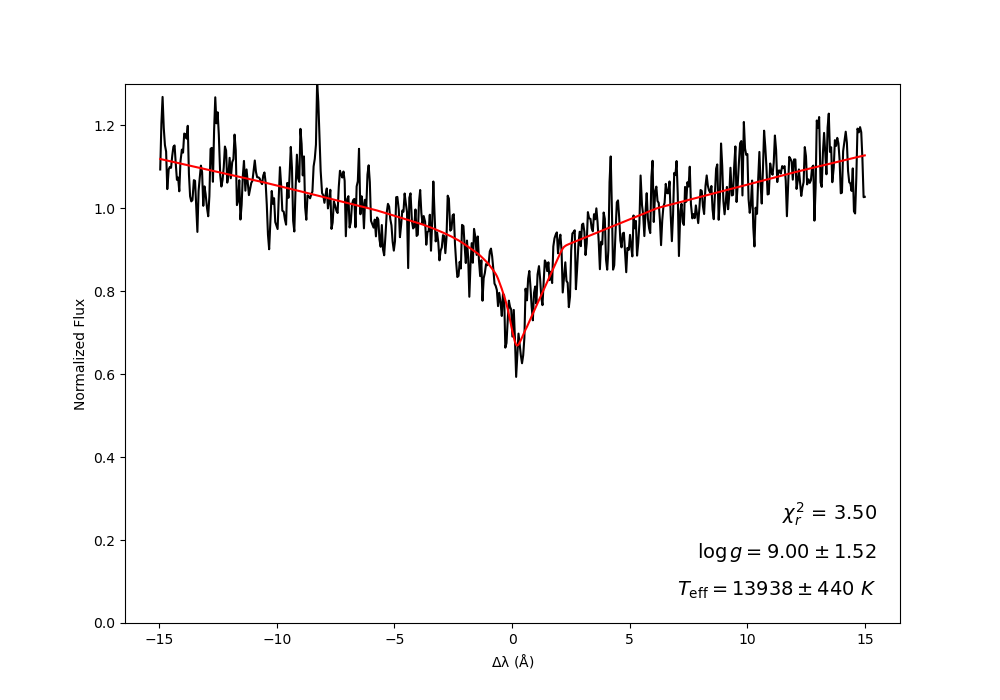 1.2
1.0
0.8
0.6
0.4
0.2
0.0
Normalized Flux
χ²ᵣ = 3.50
log g = 9.00 ± 1.52
T_eff = 13938 ± 440 K
−15 −10 −5 0 5 10 15
Δλ (Å)